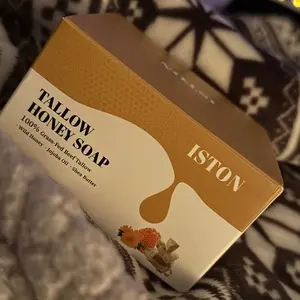 TALLOW
HONEY SOAP
100% Grass-Fed Beef Tallow
· Wild Honey · Jojoba Oil · Shea Butter
ISTON